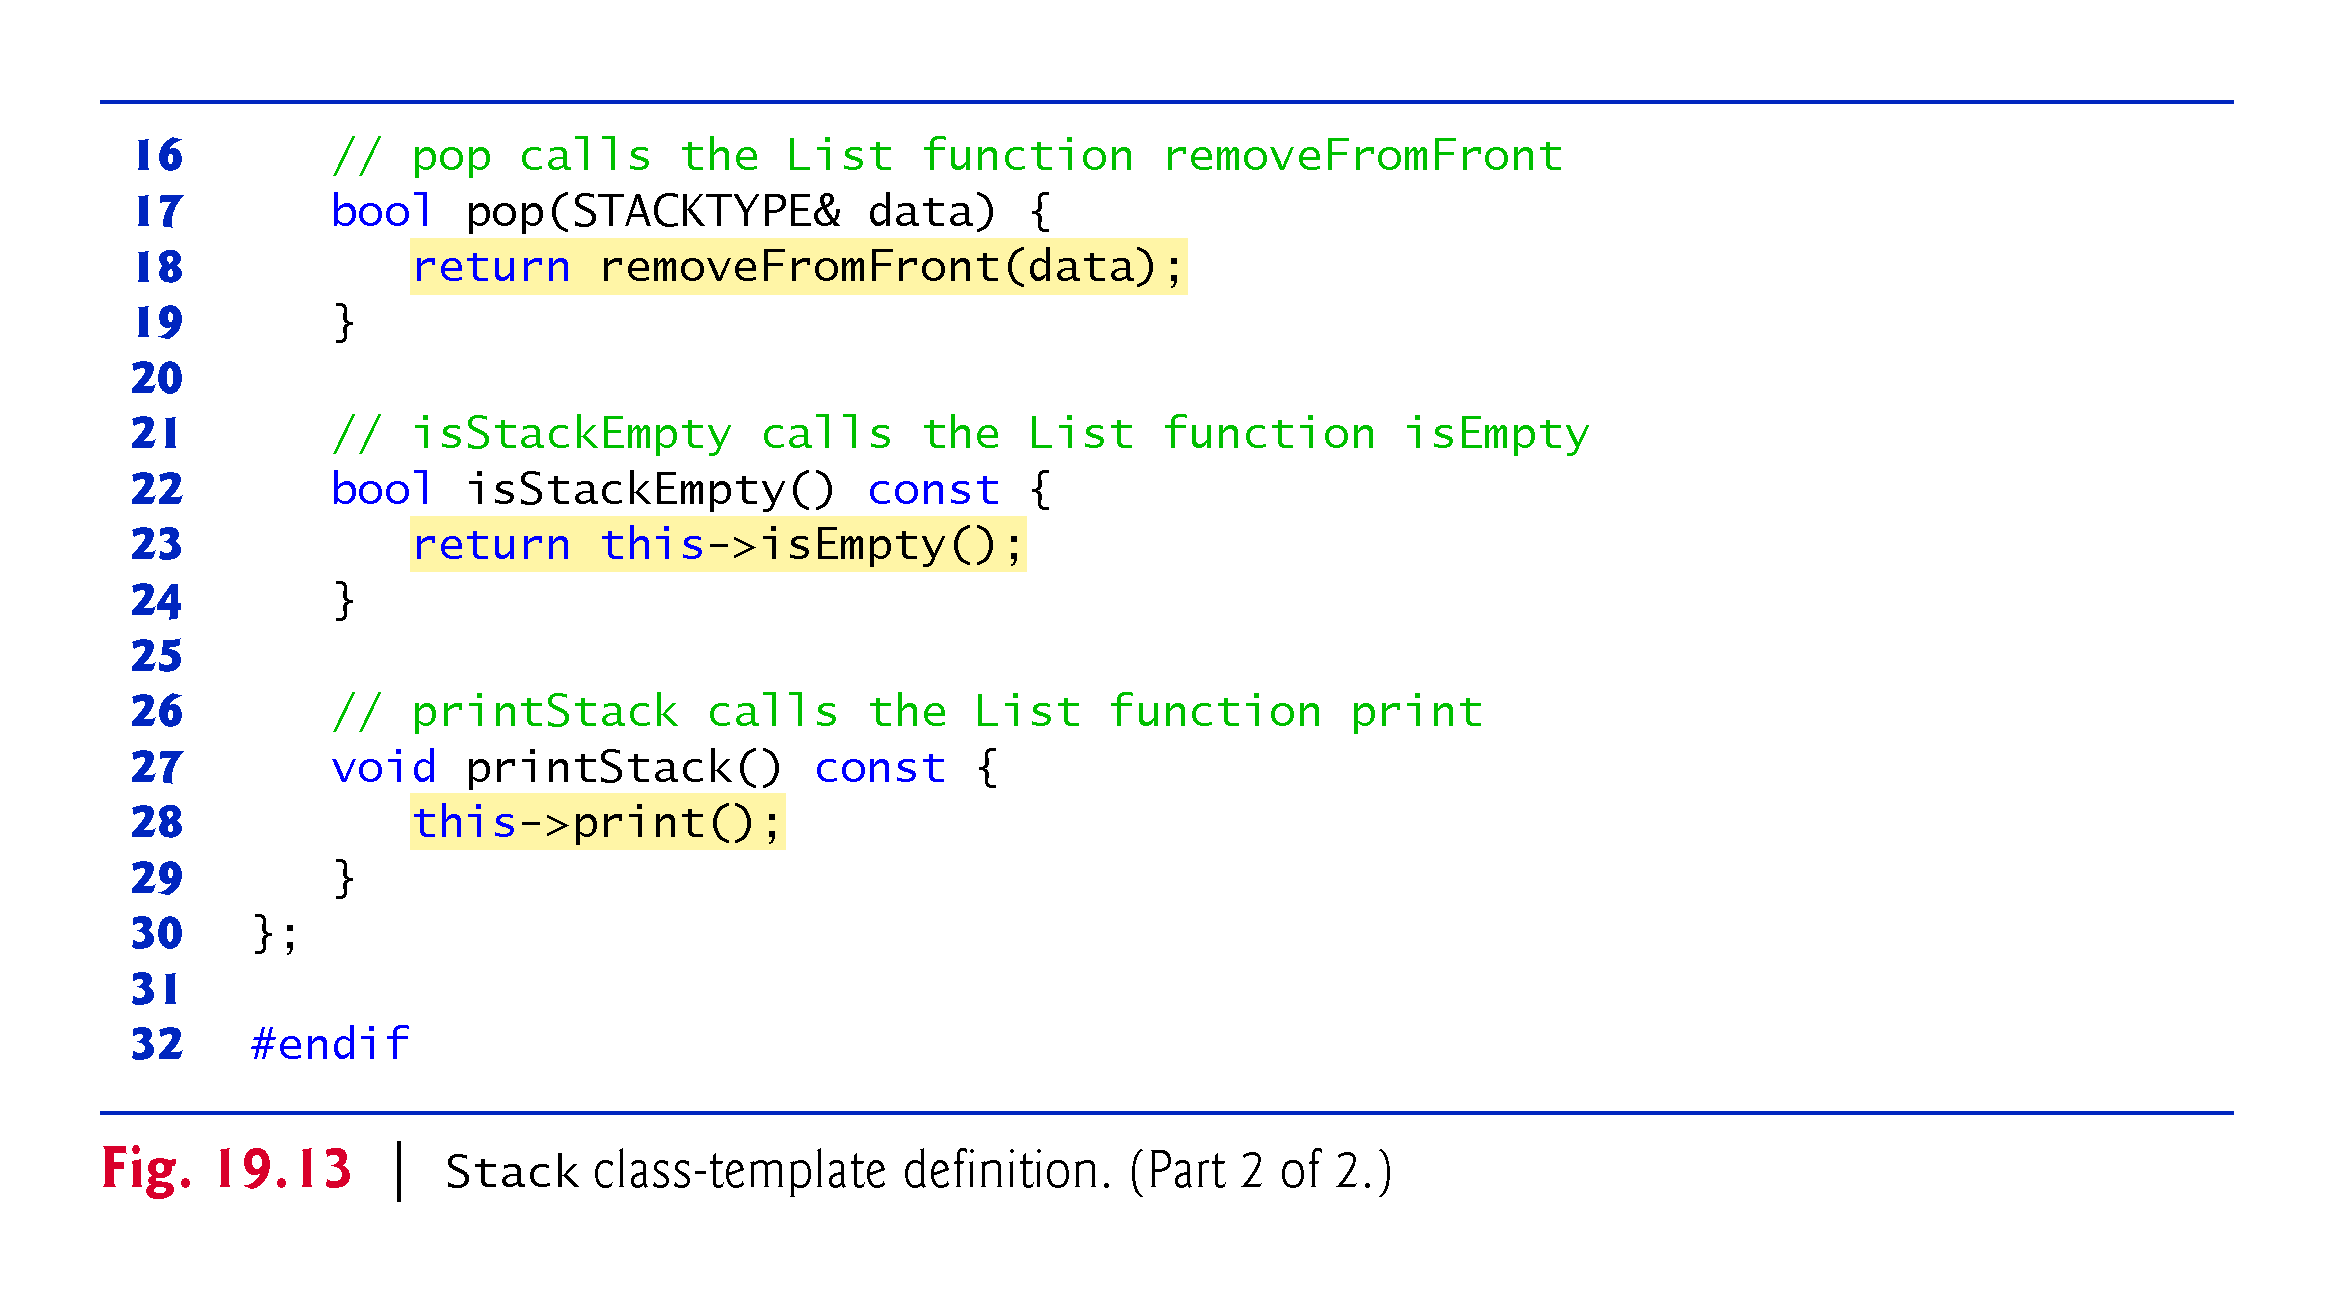 16 // pop calls the List function removeFromFront
17 bool pop(STACKTYPE& data) {
18 return removeFromFront(data);
19 }
20
21 // isStackEmpty calls the List function isEmpty
22 bool isStackEmpty() const {
23 return this->isEmpty();
24 }
25
26 // printStack calls the List function print
27 void printStack() const {
28 this->print();
29 }
30 };
31
32 #endif
Fig. 19.13 | Stack class-template definition. (Part 2 of 2.)